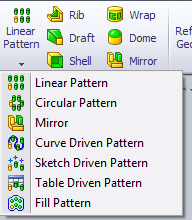 Linear
Pattern
Rib
Wrap
Draft
Dome
Shell
Mirror
Linear Pattern
Circular Pattern
Mirror
Curve Driven Pattern
Sketch Driven Pattern
Table Driven Pattern
Fill Pattern